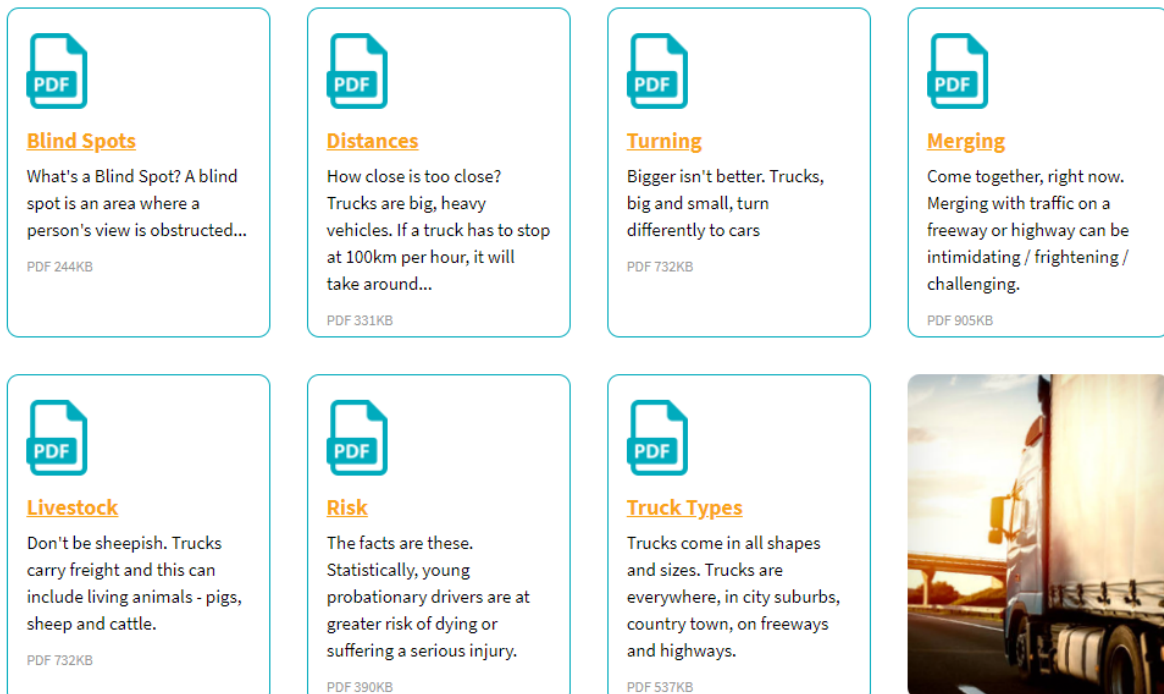 PDF
Blind Spots
What's a Blind Spot? A blind
spot is an area where a
person's view is obstructed...
PDF 244KB
PDF
Distances
How close is too close?
Trucks are big, heavy
vehicles. If a truck has to stop
at 100km per hour, it will
take around...
PDF 331KB
PDF
Turning
Bigger isn't better. Trucks,
big and small, turn
differently to cars
PDF 732KB
PDF
Merging
Come together, right now.
Merging with traffic on a
freeway or highway can be
intimidating / frightening /
challenging.
PDF 905KB
PDF
Livestock
Don't be sheepish. Trucks
carry freight and this can
include living animals - pigs,
sheep and cattle.
PDF 732KB
PDF
Risk
The facts are these.
Statistically, young
probationary drivers are at
greater risk of dying or
suffering a serious injury.
PDF 390KB
PDF
Truck Types
Trucks come in all shapes
and sizes. Trucks are
everywhere, in city suburbs,
country town, on freeways
and highways.
PDF 537KB